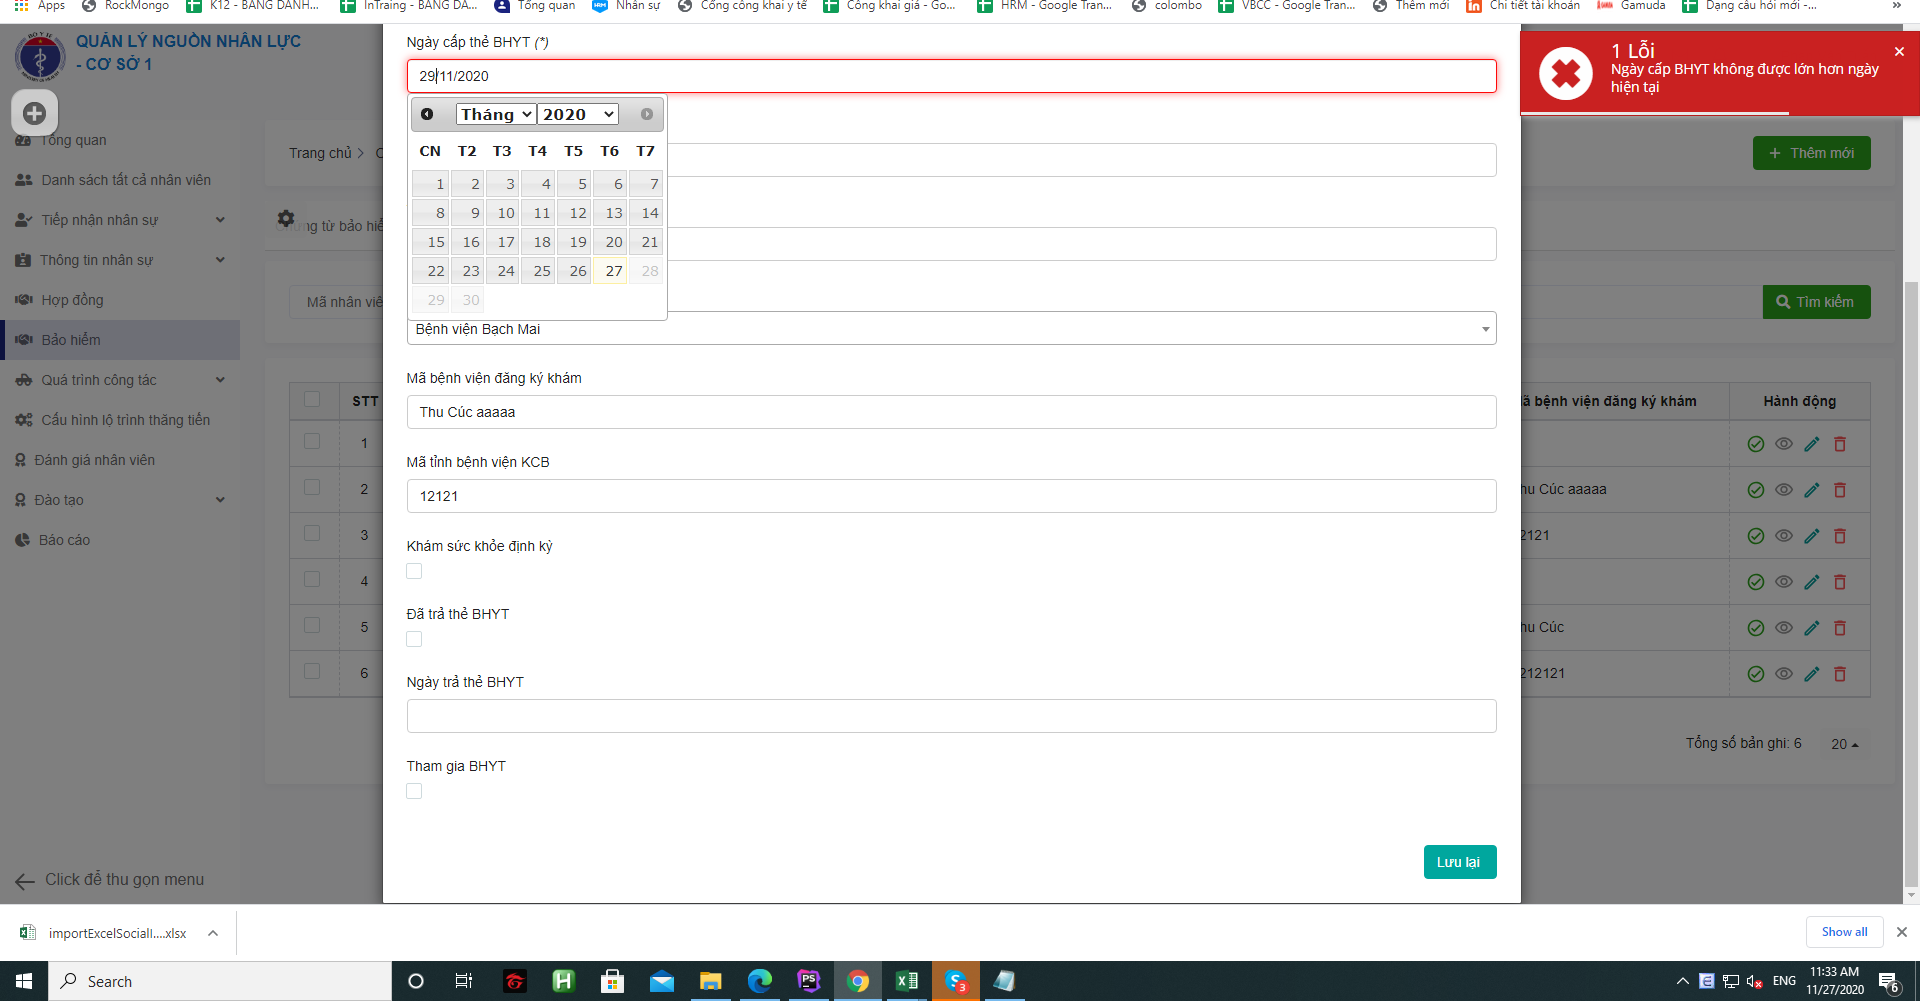 Apps
RockMongo
K12 - BẢNG DANH...
InTraing - BẢNG DA...
Tổng quan
Nhân sự
Cổng công khai y tế
Công khai giá - Go...
HRM - Google Tran...
colombo
VBCC - Google Tran...
Thêm mới
Chi tiết tài khoản
Gamuda
Dạng câu hỏi mới -...
»
QUẢN LÝ NGUỒN NHÂN LỰC
- CƠ SỞ 1
Tổng quan
Danh sách tất cả nhân viên
Tiếp nhận nhân sự
Thông tin nhân sự
Hợp đồng
Bảo hiểm
Quá trình công tác
Cấu hình lộ trình thăng tiến
Đánh giá nhân viên
Đào tạo
Báo cáo
Click để thu gọn menu
Trang chủ >
Chứng từ bảo hiể
Mã nhân viê
STT
1
2
3
4
5
6
Ngày cấp thẻ BHYT (*)
29/11/2020
Tháng 2020
CN T2 T3 T4 T5 T6 T7
1 2 3 4 5 6 7
8 9 10 11 12 13 14
15 16 17 18 19 20 21
22 23 24 25 26 27 28
29 30
Bệnh viện Bạch Mai
Mã bệnh viện đăng ký khám
Thu Cúc aaaaa
Mã tỉnh bệnh viện KCB
12121
Khám sức khỏe định kỳ
Đã trả thẻ BHYT
Ngày trả thẻ BHYT
Tham gia BHYT
Lưu lại
1 Lỗi
Ngày cấp BHYT không được lớn hơn ngày
hiện tại
×
+ Thêm mới
Tìm kiếm
ã bệnh viện đăng ký khám
Hành động
hu Cúc aaaaa
2121
hu Cúc
212121
Tổng số bản ghi: 6
20
importExcelSocialI....xlsx
Show all
Search
3
ENG
11:33 AM
11/27/2020
6